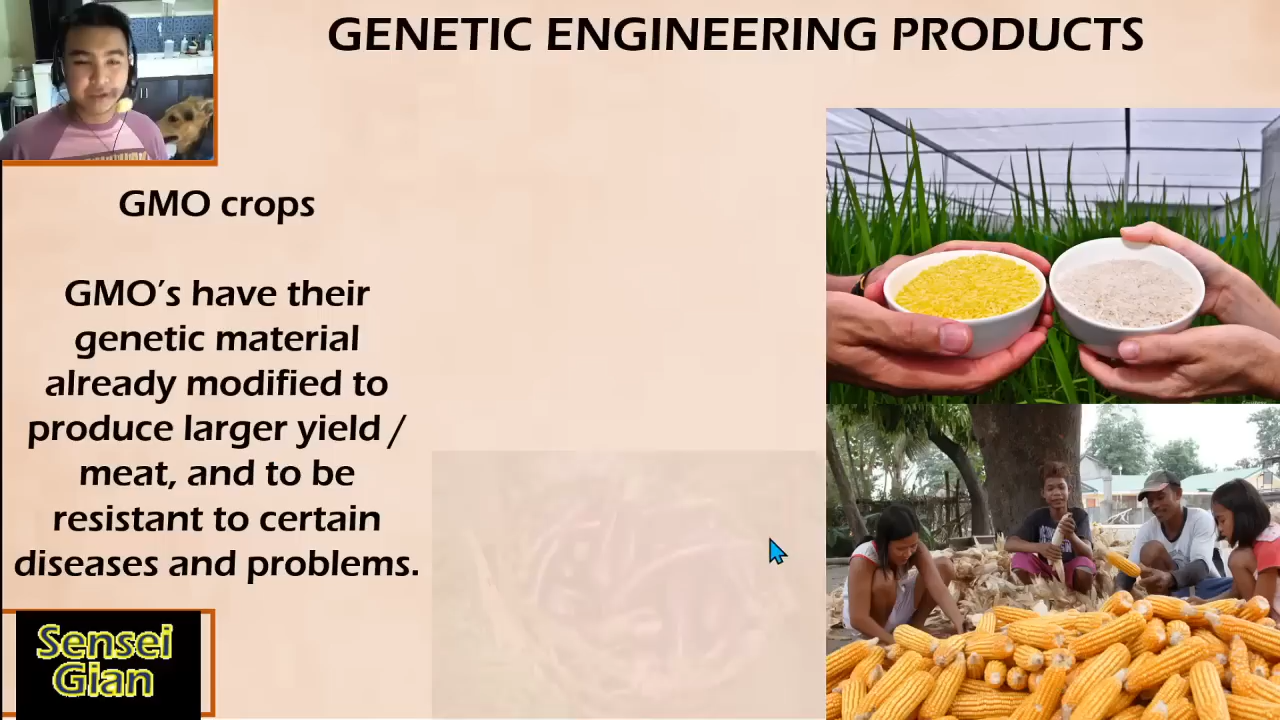 GENETIC ENGINEERING PRODUCTS
GMO crops
GMO's have their
genetic material
already modified to
produce larger yield /
meat, and to be
resistant to certain
diseases and problems.
Sensei
Gian